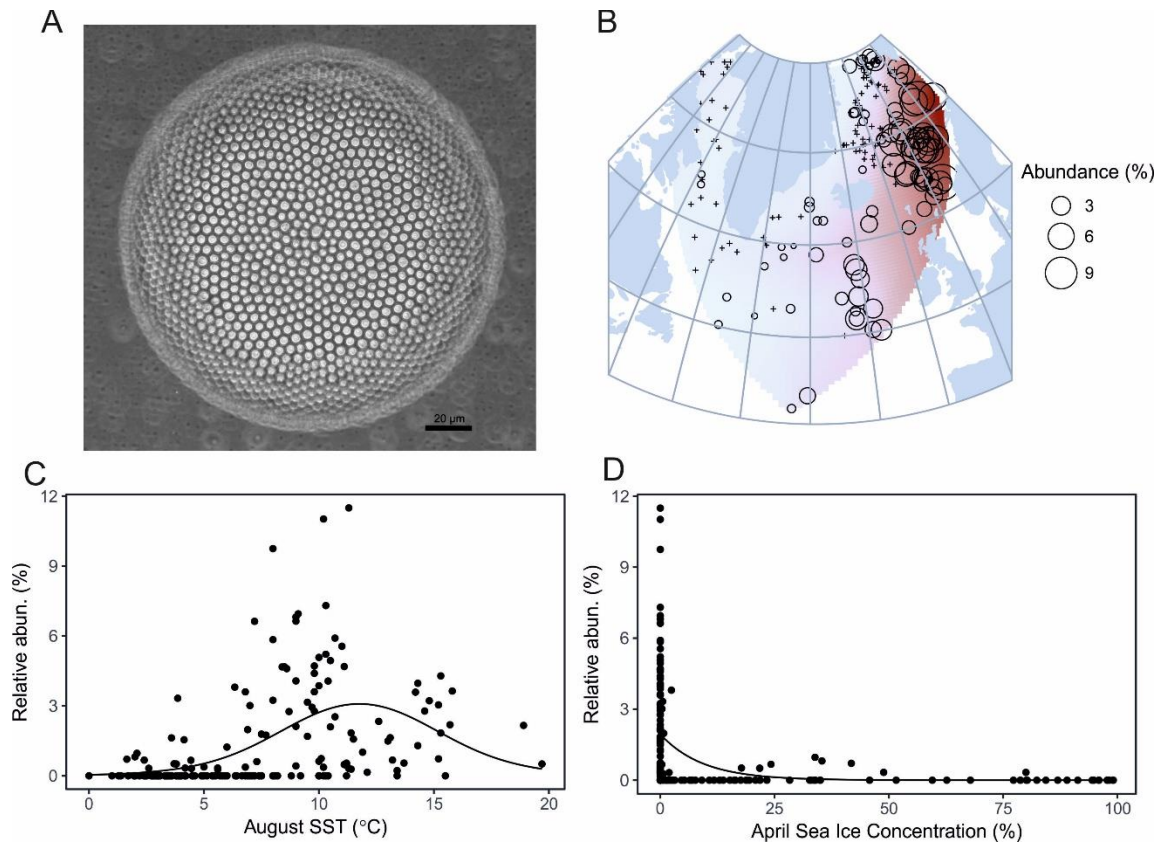 A
20 µm
B
Abundance (%)
3
6
9
C
Relative abun. (%)
12
9
6
3
0
0 5 10 15 20
August SST (°C)
D
Relative abun. (%)
12
9
6
3
0
0 25 50 75 100
April Sea Ice Concentration (%)